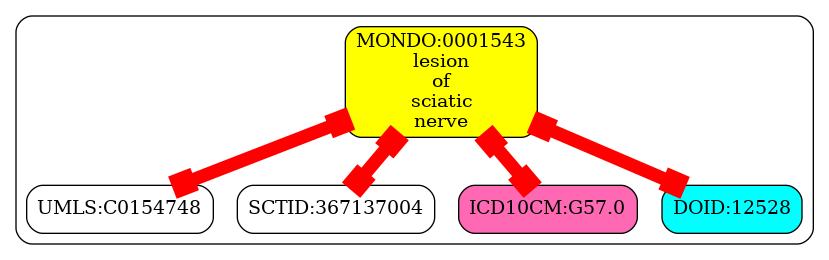 MONDO:0001543
lesion
of
sciatic
nerve
UMLS:C0154748
SCTID:367137004
ICD10CM:G57.0
DOID:12528